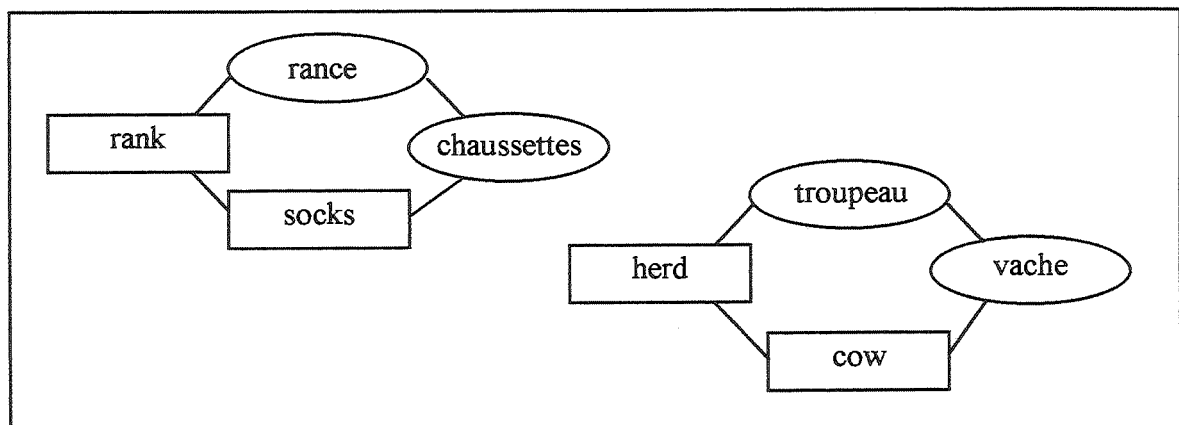 rance
rank
chaussettes
socks
troupeau
herd
vache
cow